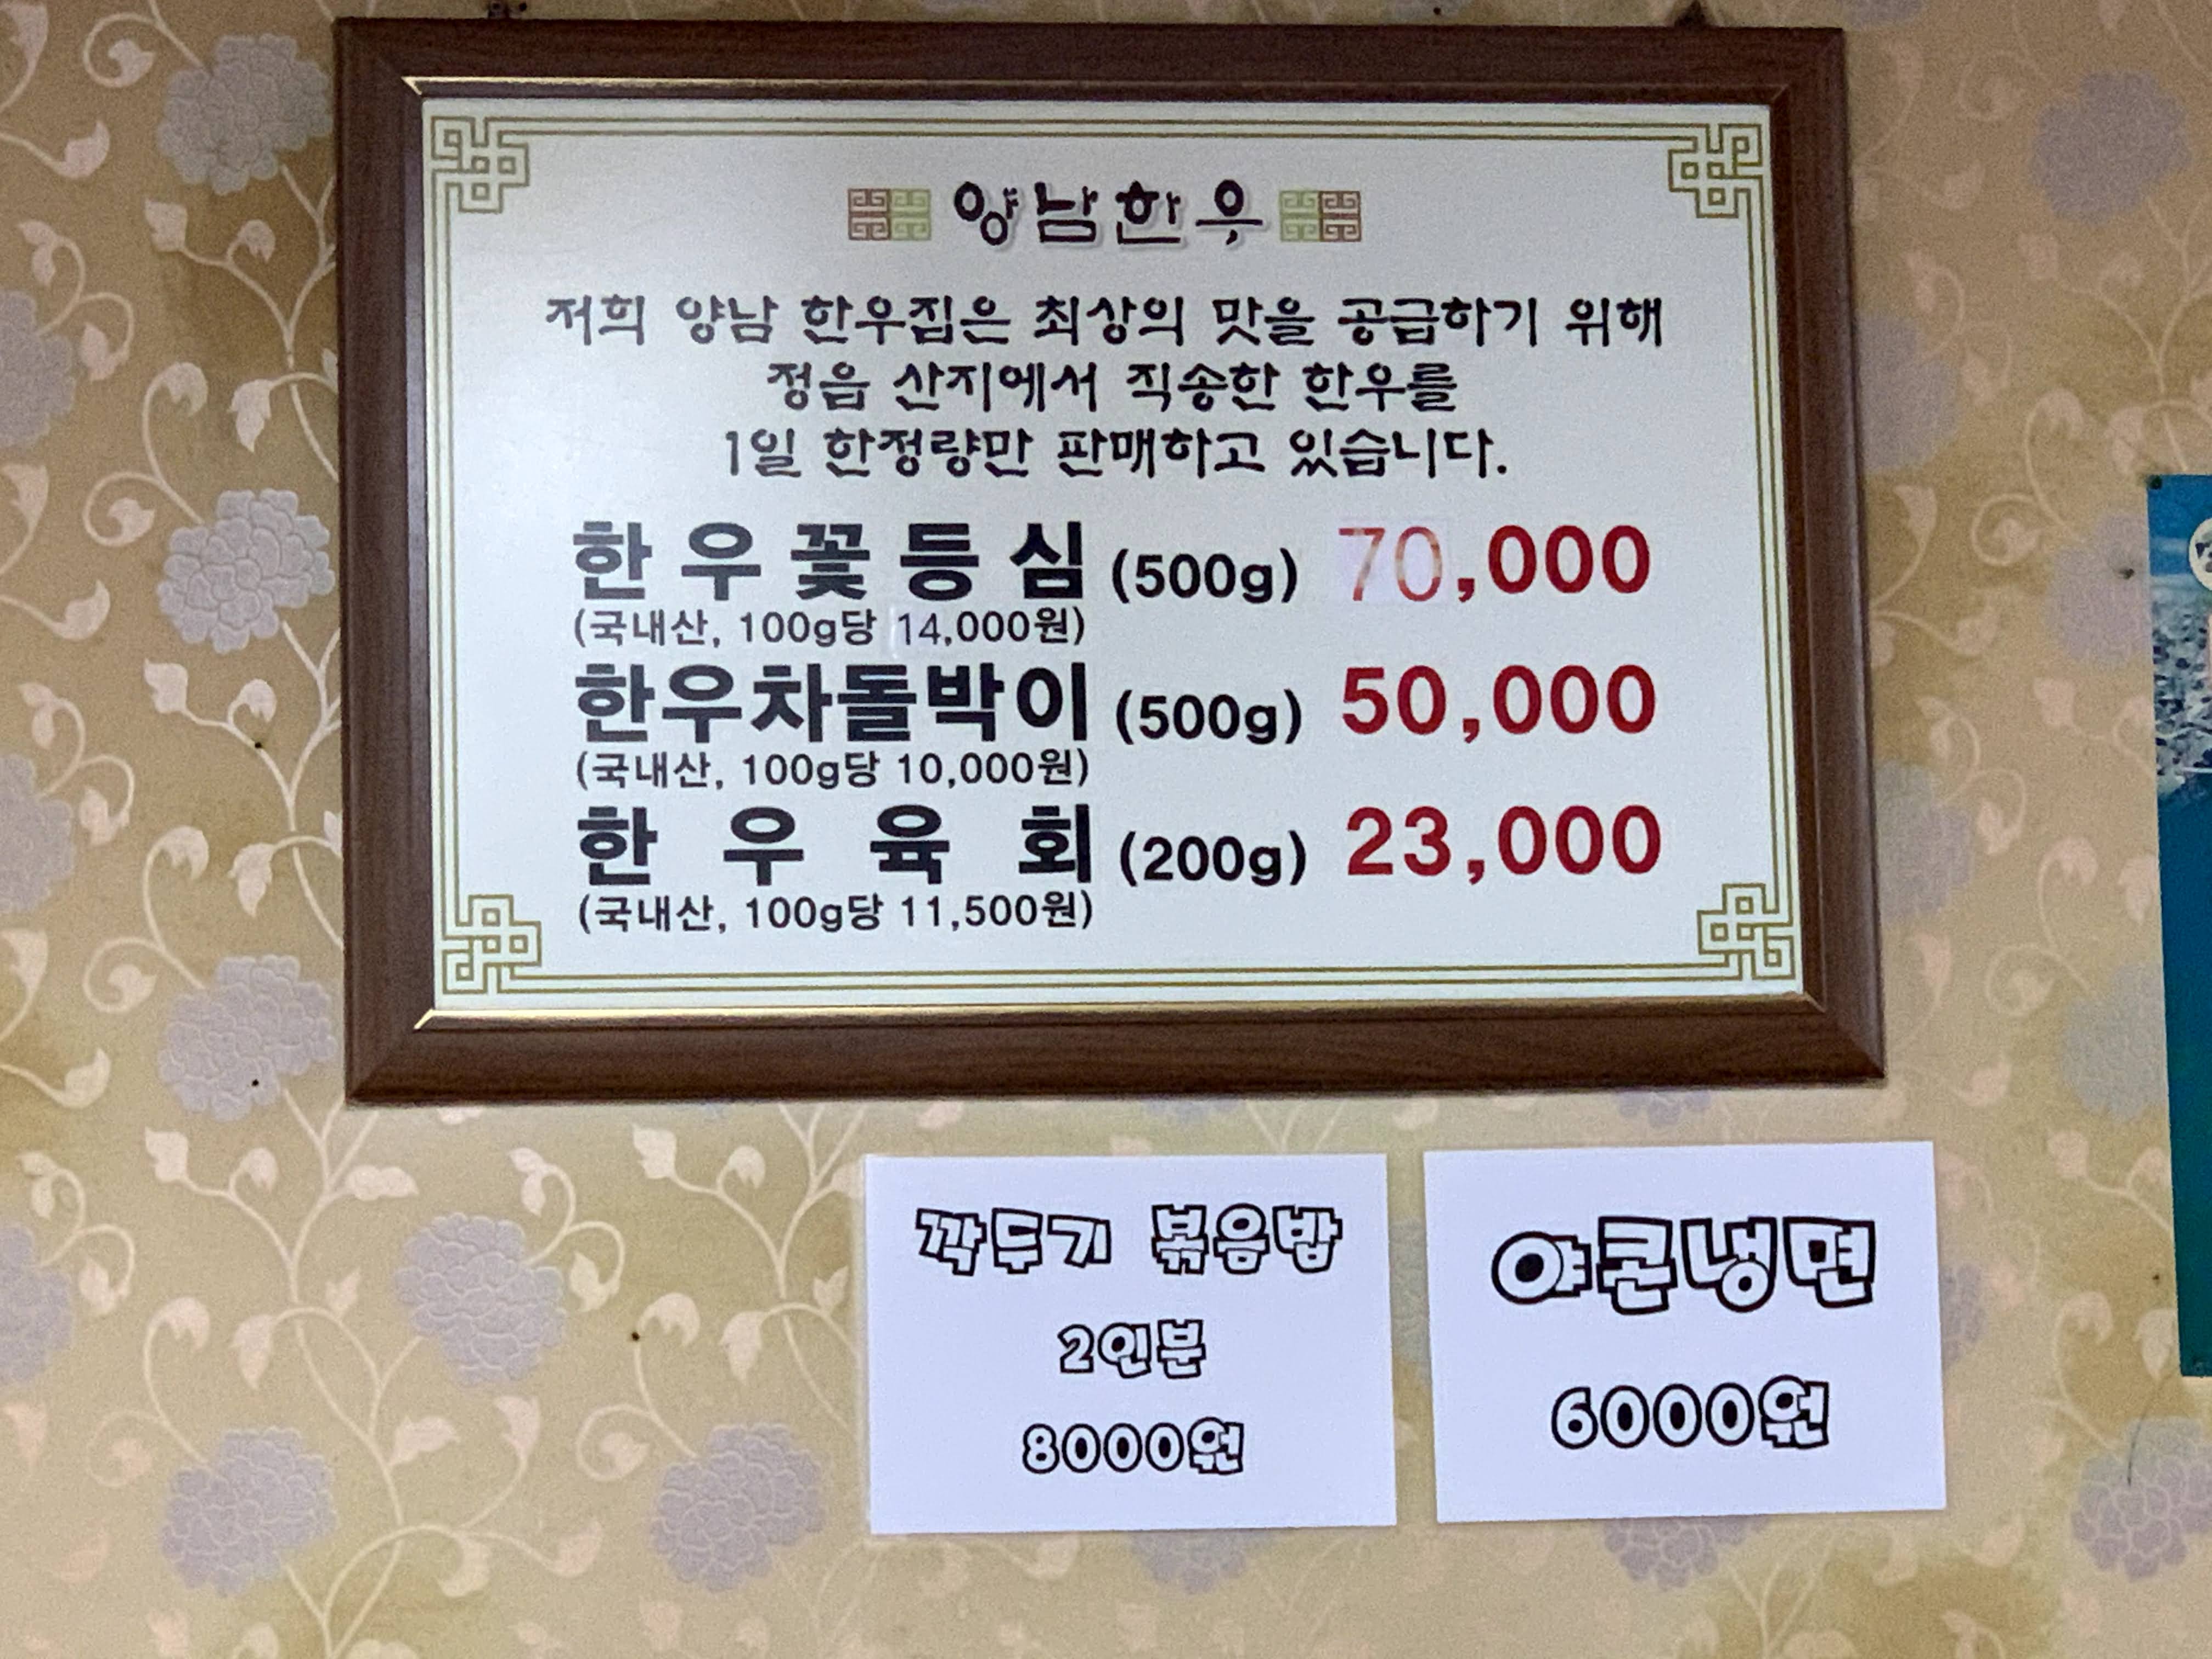 양남한우
저희 양남 한우집은 최상의 맛을 공급하기 위해
정읍 산지에서 직송한 한우를
1일 한정량만 판매하고 있습니다.
한우꽃등심 (500g) 70,000
(국내산, 100g당 14,000원)
한우차돌박이 (500g) 50,000
(국내산, 100g당 10,000원)
한우육회 (200g) 23,000
(국내산, 100g당 11,500원)
깍두기 볶음밥
2인분
8000원
야콘냉면
6000원